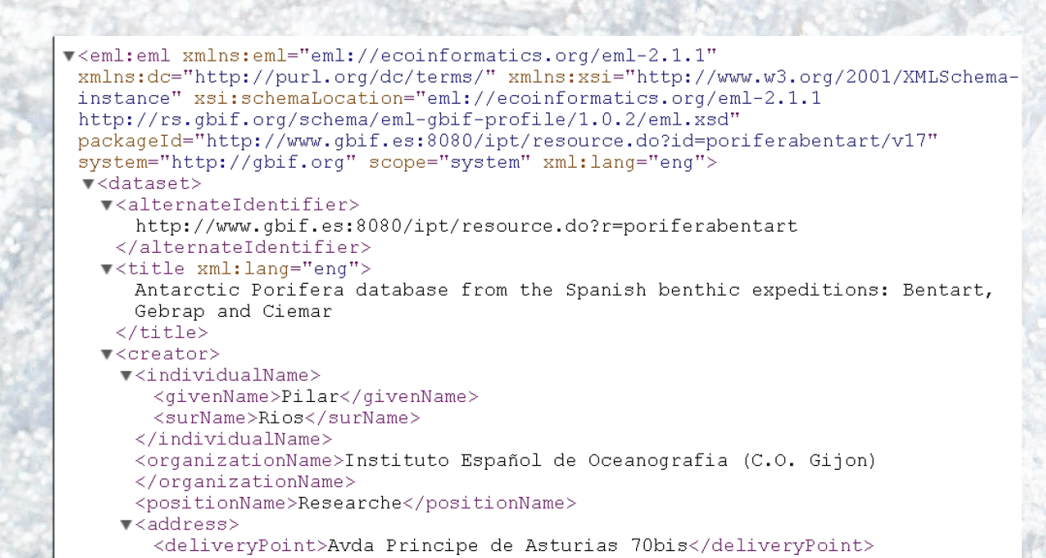 ▼<eml:eml xmlns:eml="eml://ecoinformatics.org/eml-2.1.1"
xmlns:dc="http://purl.org/dc/terms/" xmlns:xsi="http://www.w3.org/2001/XMLSchema-
instance" xsi:schemaLocation="eml://ecoinformatics.org/eml-2.1.1
http://rs.gbif.org/schema/eml-gbif-profile/1.0.2/eml.xsd"
packageId="http://www.gbif.es:8080/ipt/resource.do?id=poriferabentart/v17"
system="http://gbif.org" scope="system" xml:lang="eng">
▼<dataset>
▼<alternateIdentifier>
http://www.gbif.es:8080/ipt/resource.do?r=poriferabentart
</alternateIdentifier>
▼<title xml:lang="eng">
Antarctic Porifera database from the Spanish benthic expeditions: Bentart,
Gebrap and Ciemar
</title>
▼<creator>
▼<individualName>
<givenName>Pilar</givenName>
<surName>Rios</surName>
</individualName>
<organizationName>Instituto Español de Oceanografia (C.O. Gijon)
</organizationName>
<positionName>Researche</positionName>
▼<address>
<deliveryPoint>Avda Principe de Asturias 70bis</deliveryPoint>